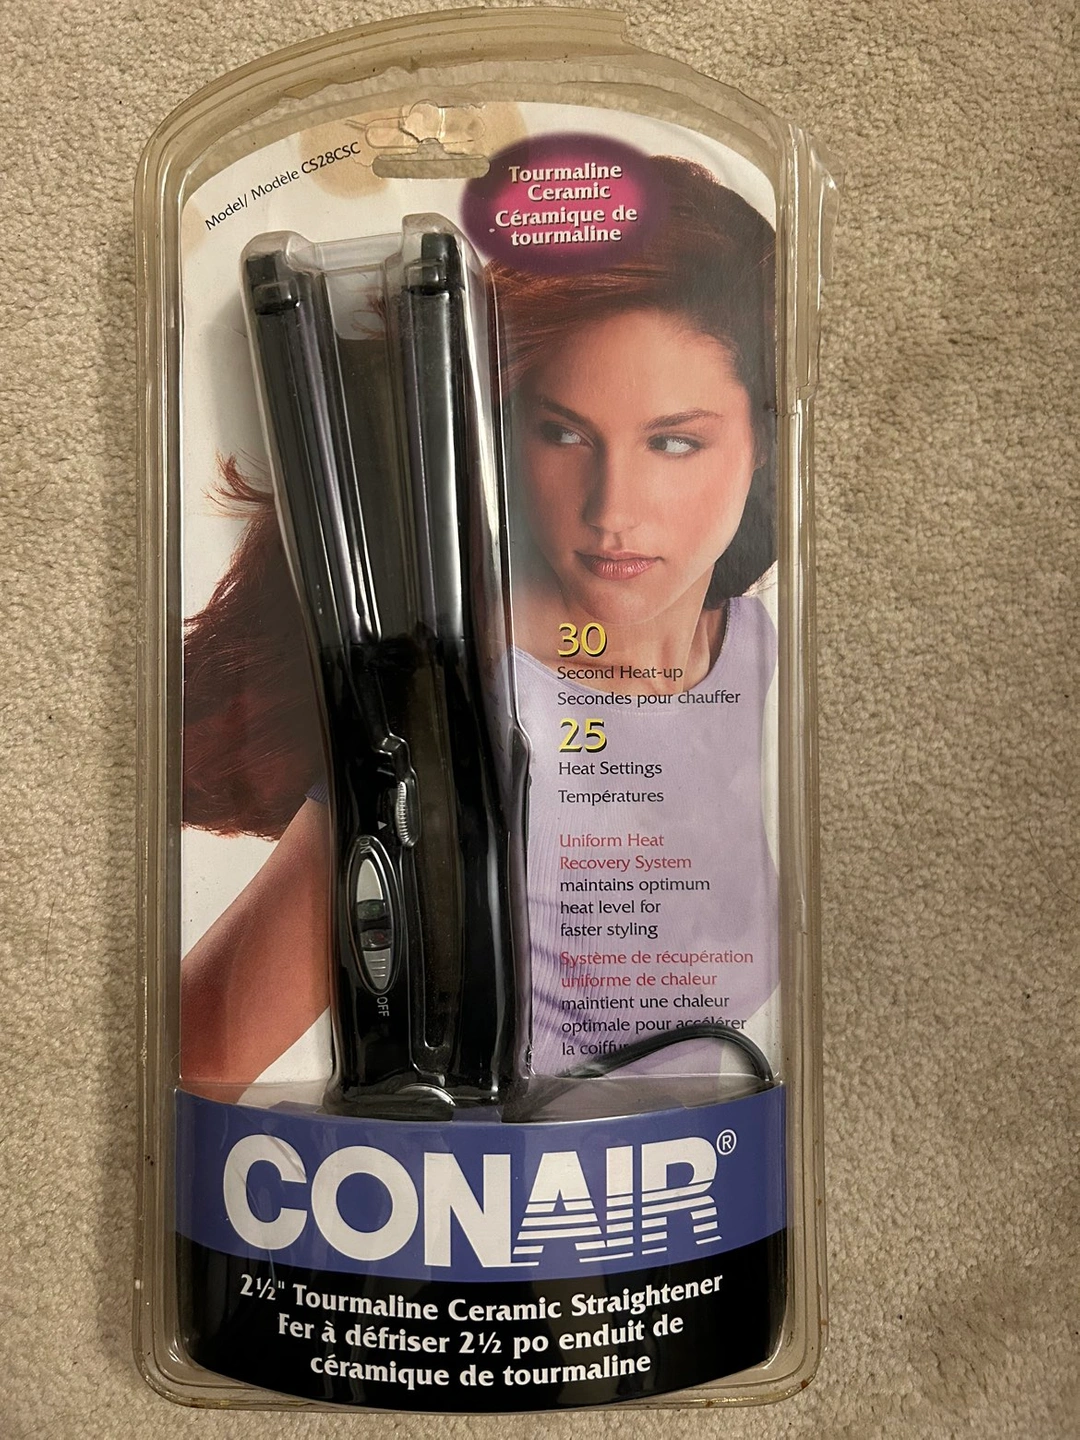 Model/ Modèle CS28CSC
Tourmaline
Ceramic
Céramique de
tourmaline
30
Second Heat-up
Secondes pour chauffer
25
Heat Settings
Températures
Uniform Heat
Recovery System
maintains optimum
heat level for
faster styling
Système de récupération
uniforme de chaleur
maintient une chaleur
optimale pour accélérer
la
ON
OFF
CONAIR®
2½" Tourmaline Ceramic Straightener
Fer à défriser 2½ po enduit de
céramique de tourmaline